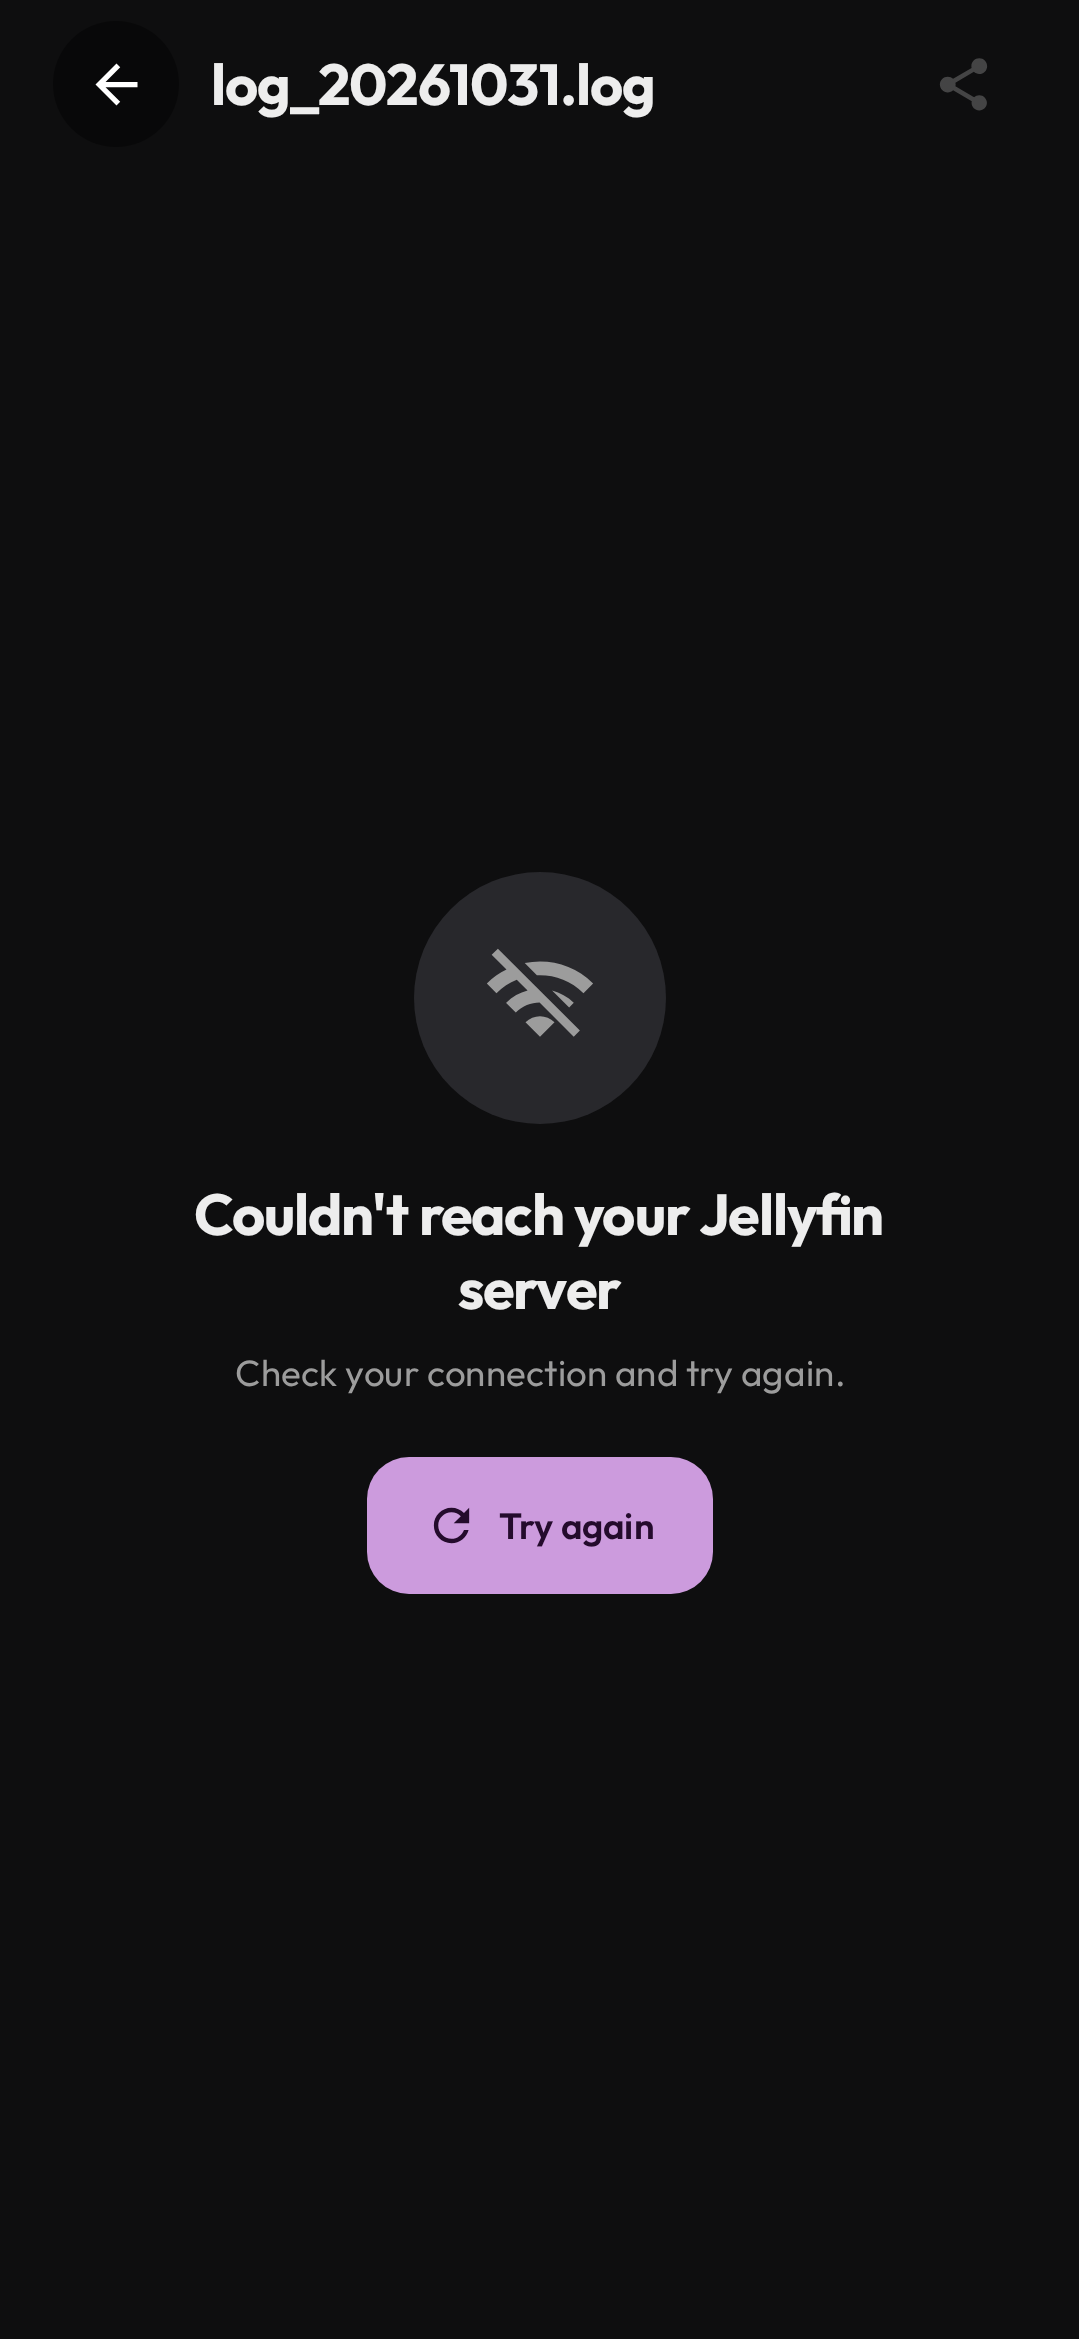 log_20261031.log
Couldn't reach your Jellyfin
server
Check your connection and try again.
Try again